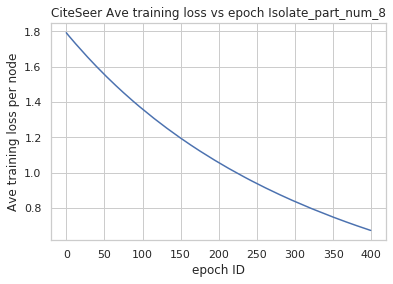 CiteSeer Ave training loss vs epoch Isolate_part_num_8
1.8
1.6
1.4
1.2
1.0
0.8
Ave training loss per node
0 50 100 150 200 250 300 350 400
epoch ID